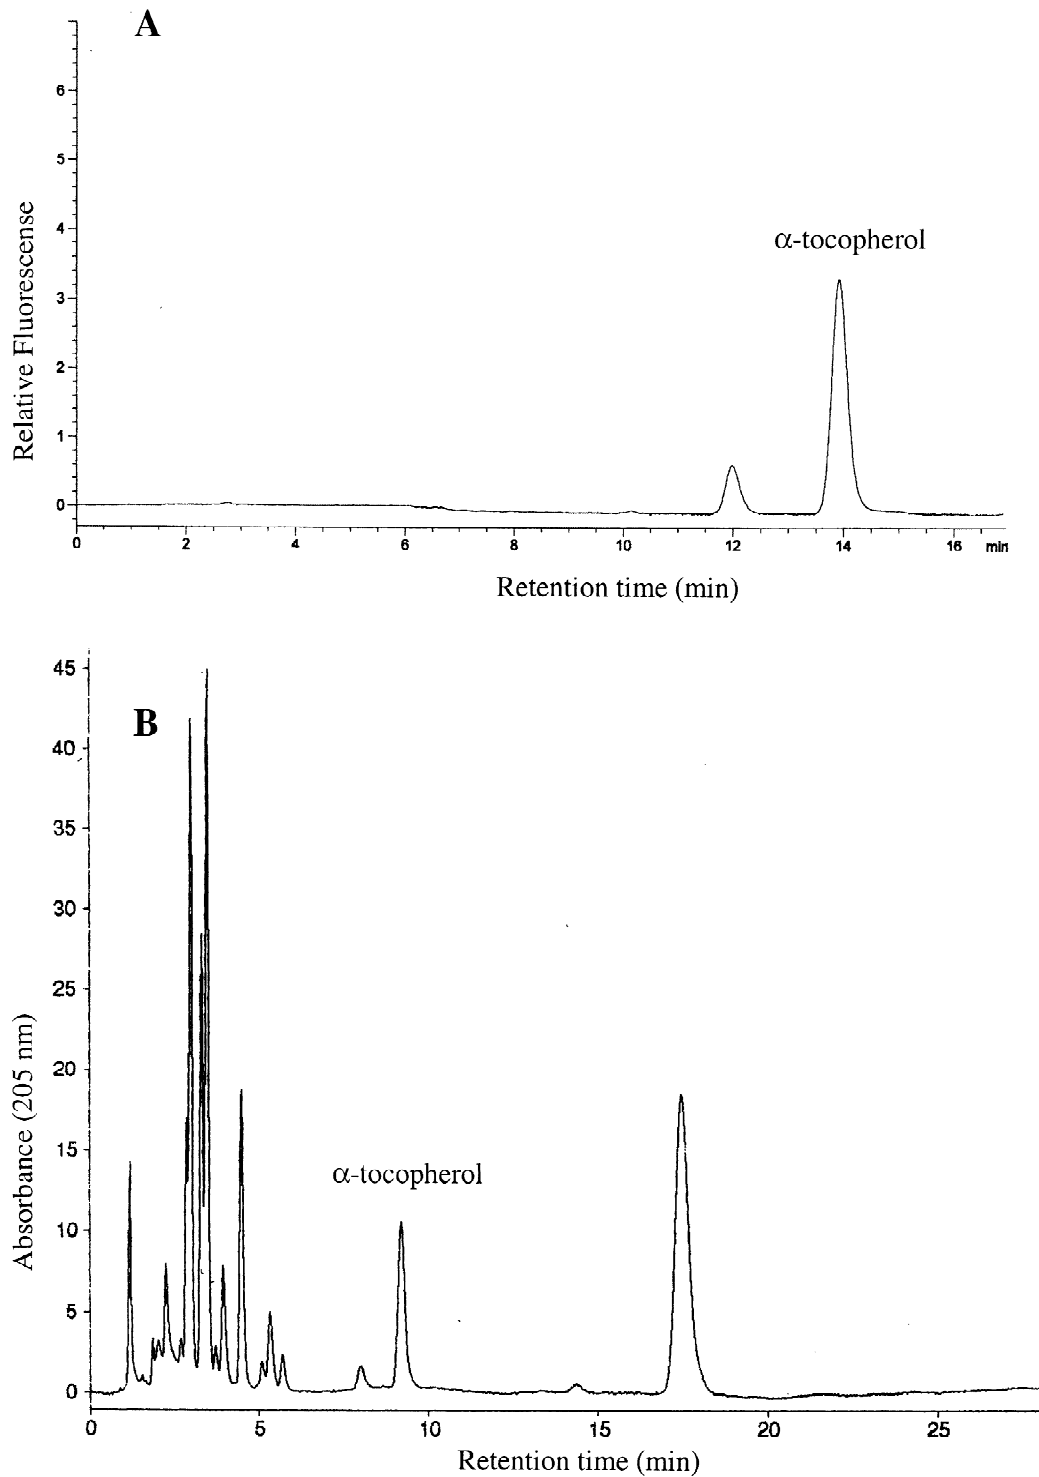 A
6
5
4
3
2
1
0
Relative Fluorescense
α-tocopherol
0 2 4 6 8 10 12 14 16 min
Retention time (min)
B
45
40
35
30
25
20
15
10
5
0
Absorbance (205 nm)
α-tocopherol
0 5 10 15 20 25
Retention time (min)